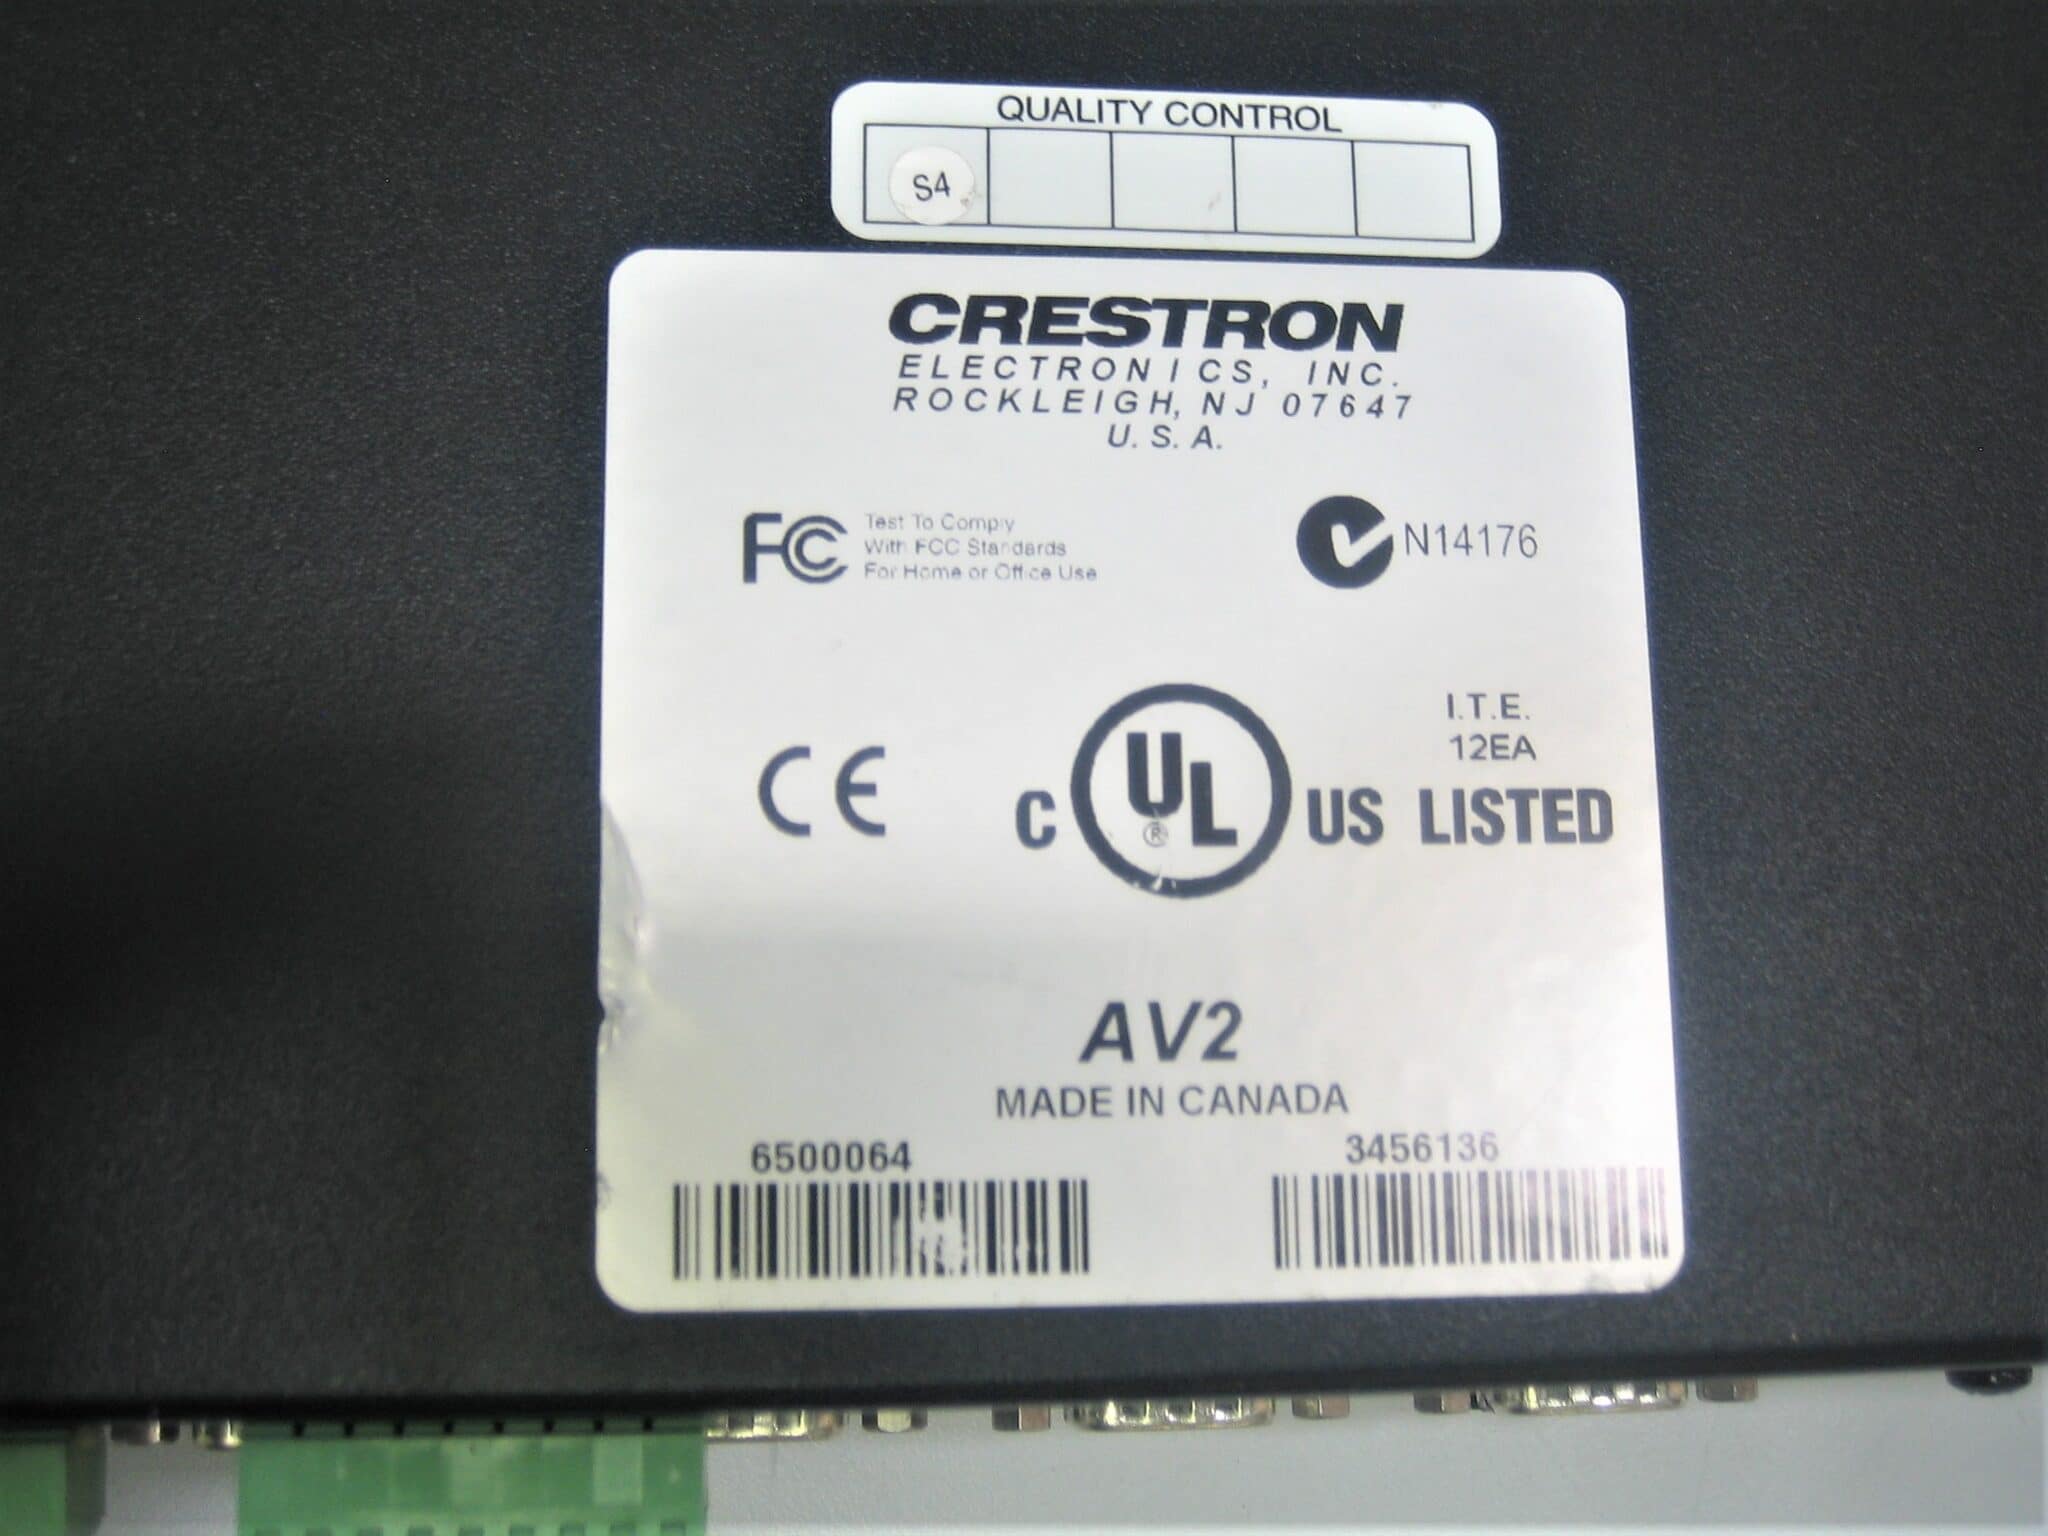 QUALITY CONTROL
S4
CRESTRON
ELECTRONICS, INC.
ROCKLEIGH, NJ 07647
U.S.A.
FC Test To Comply
With FCC Standards
For Home or Office Use
N14176
I.T.E.
12EA
CE C UL ® US LISTED
AV2
MADE IN CANADA
6500064 3456136